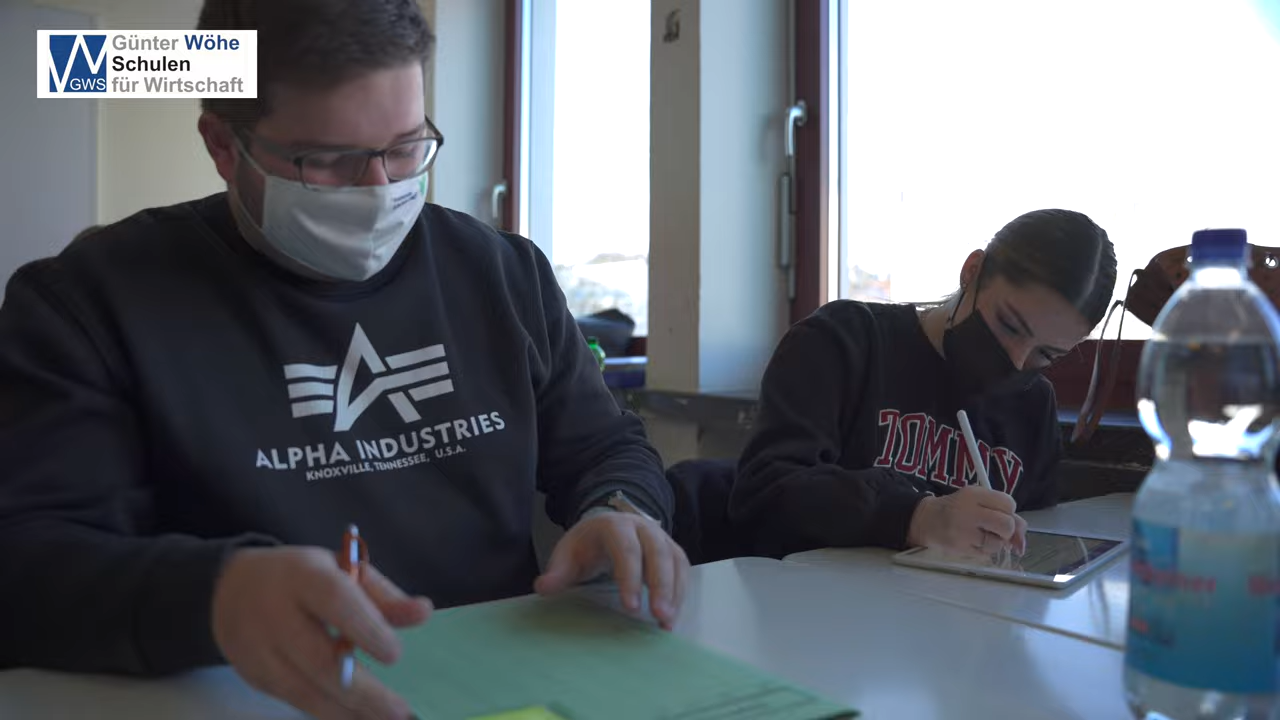 Günter Wöhe
Schulen
für Wirtschaft
GWS
ALPHA INDUSTRIES
KNOXVILLE, TENNESSEE, U.S.A.
TOMMY